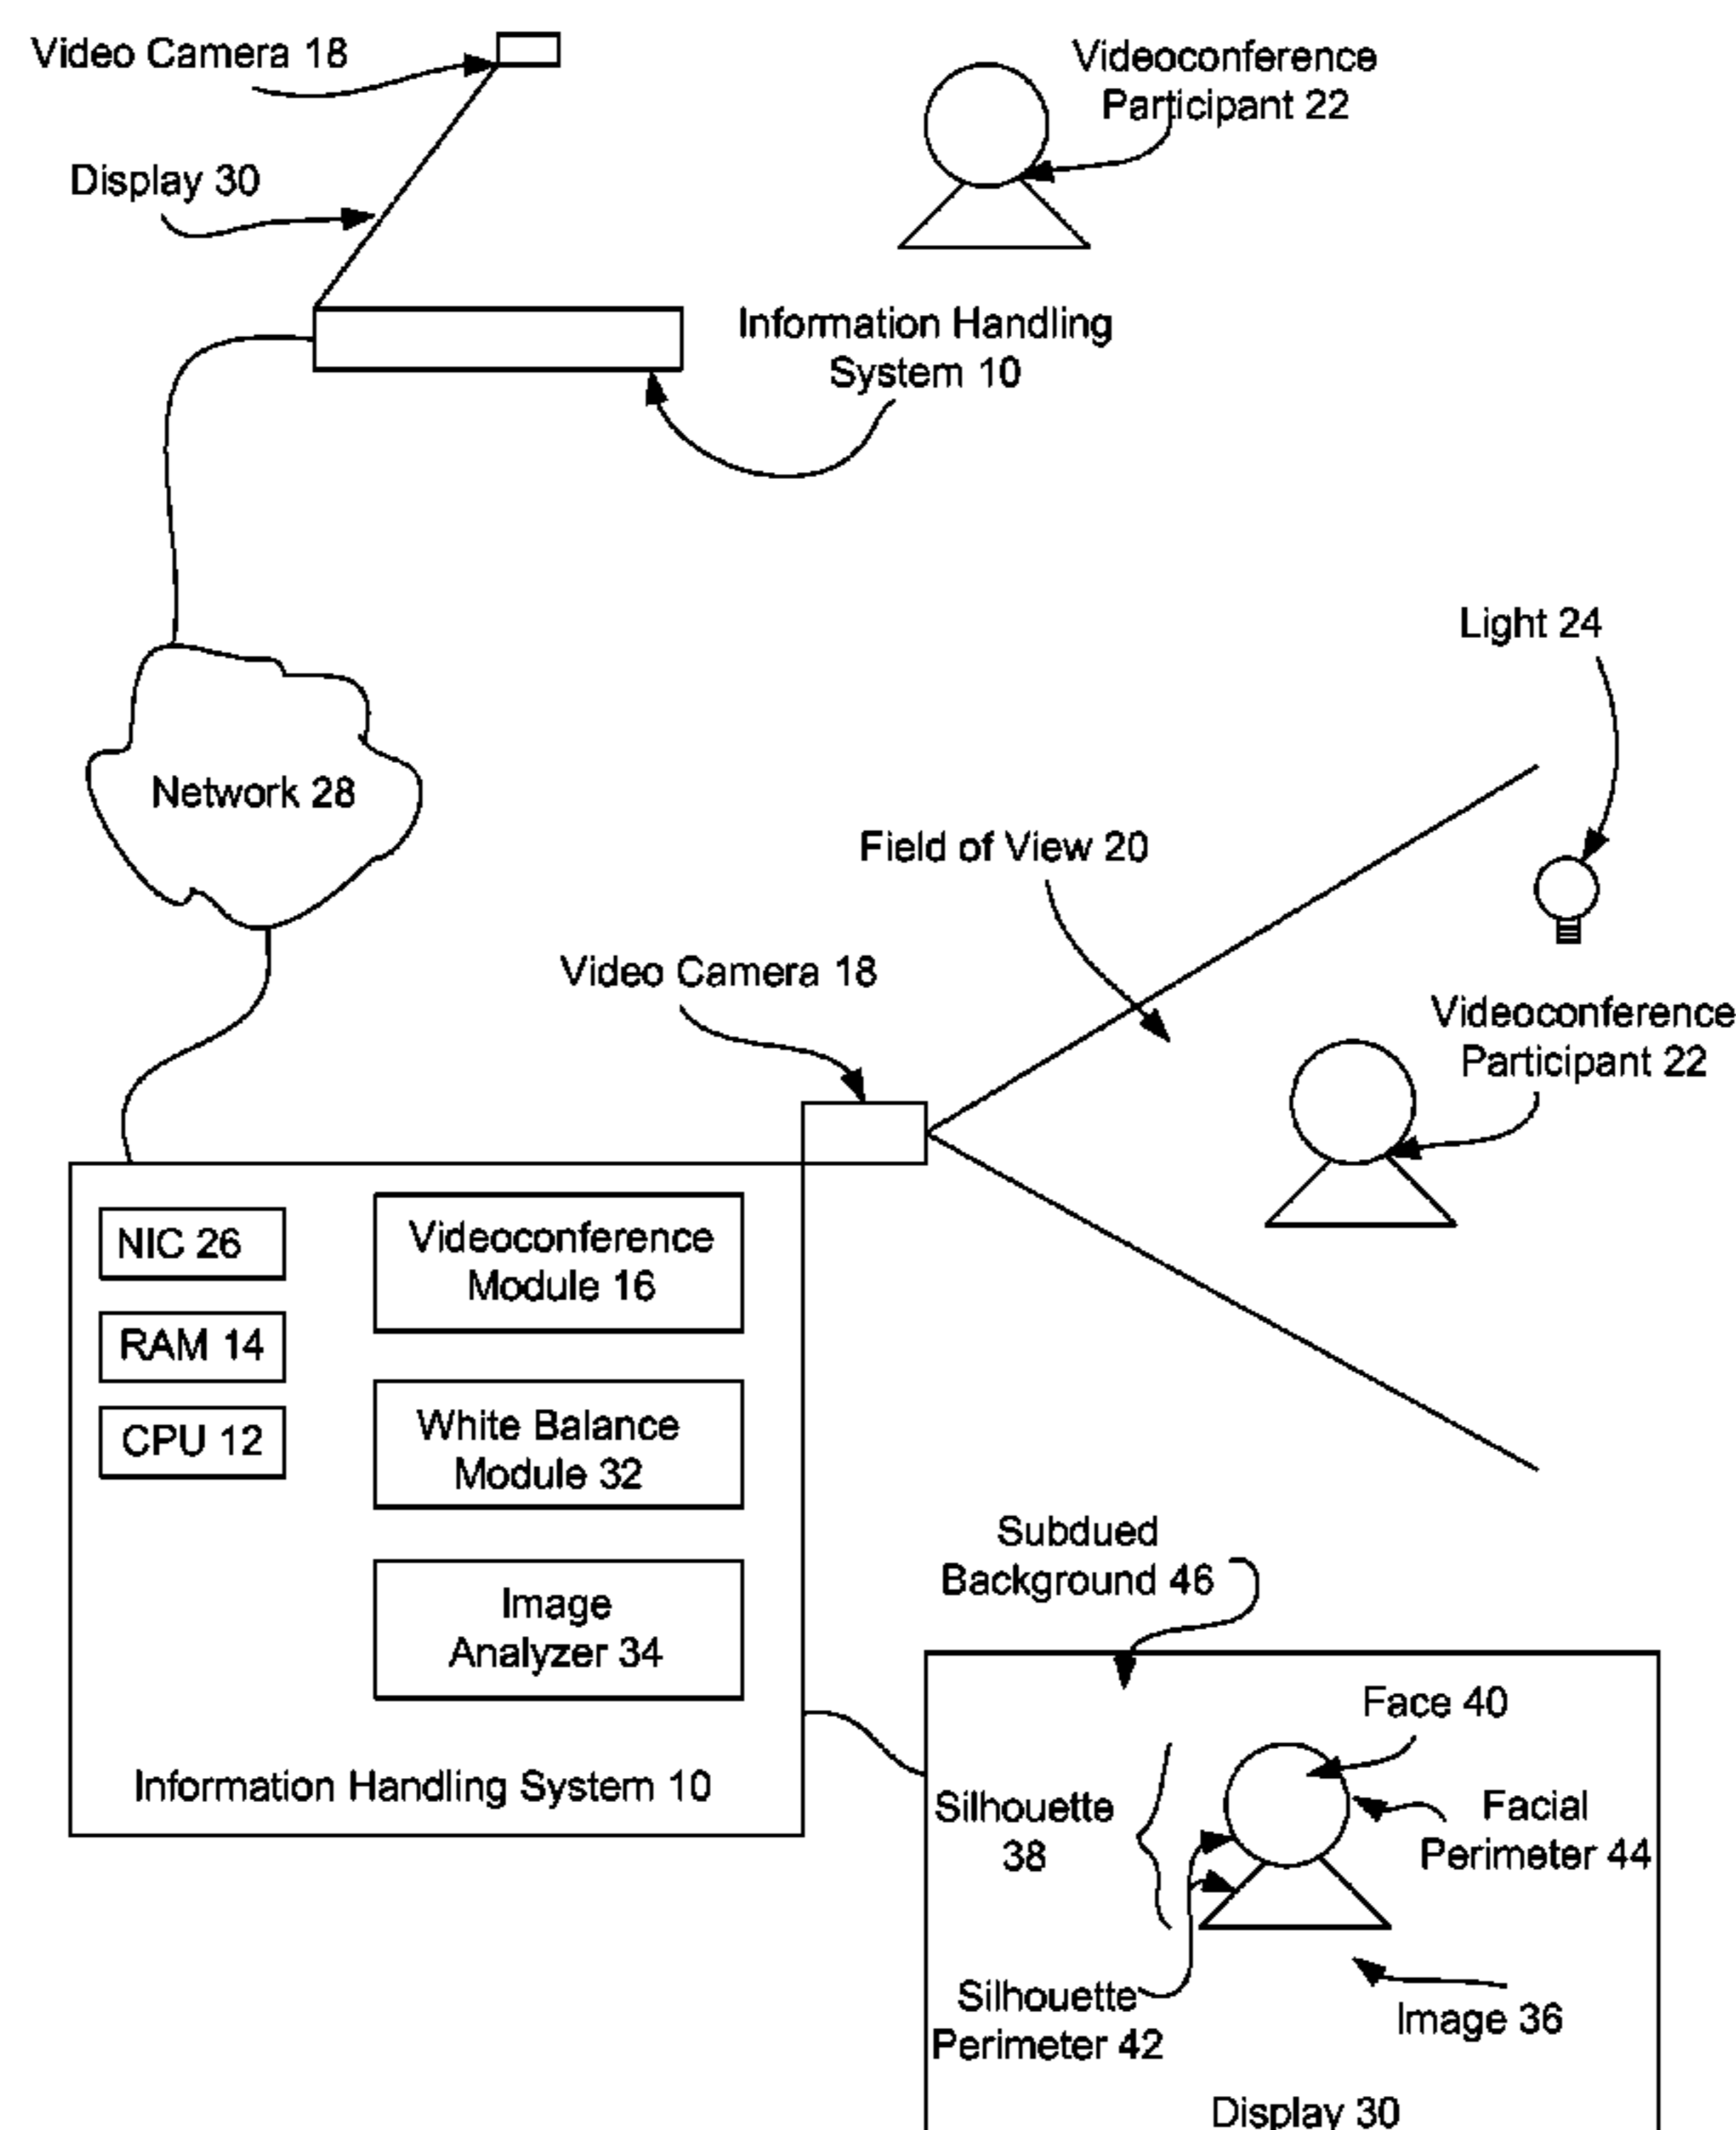 Video Camera 18
Videoconference
Participant 22
Display 30
Information Handling
System 10
Light 24
Network 28
Field of View 20
Video Camera 18
Videoconference
Participant 22
NIC 26
Videoconference
Module 16
RAM 14
CPU 12
White Balance
Module 32
Image
Analyzer 34
Information Handling System 10
Subdued
Background 46
Face 40
Silhouette
38
Facial
Perimeter 44
Silhouette
Perimeter 42
Image 36
Display 30